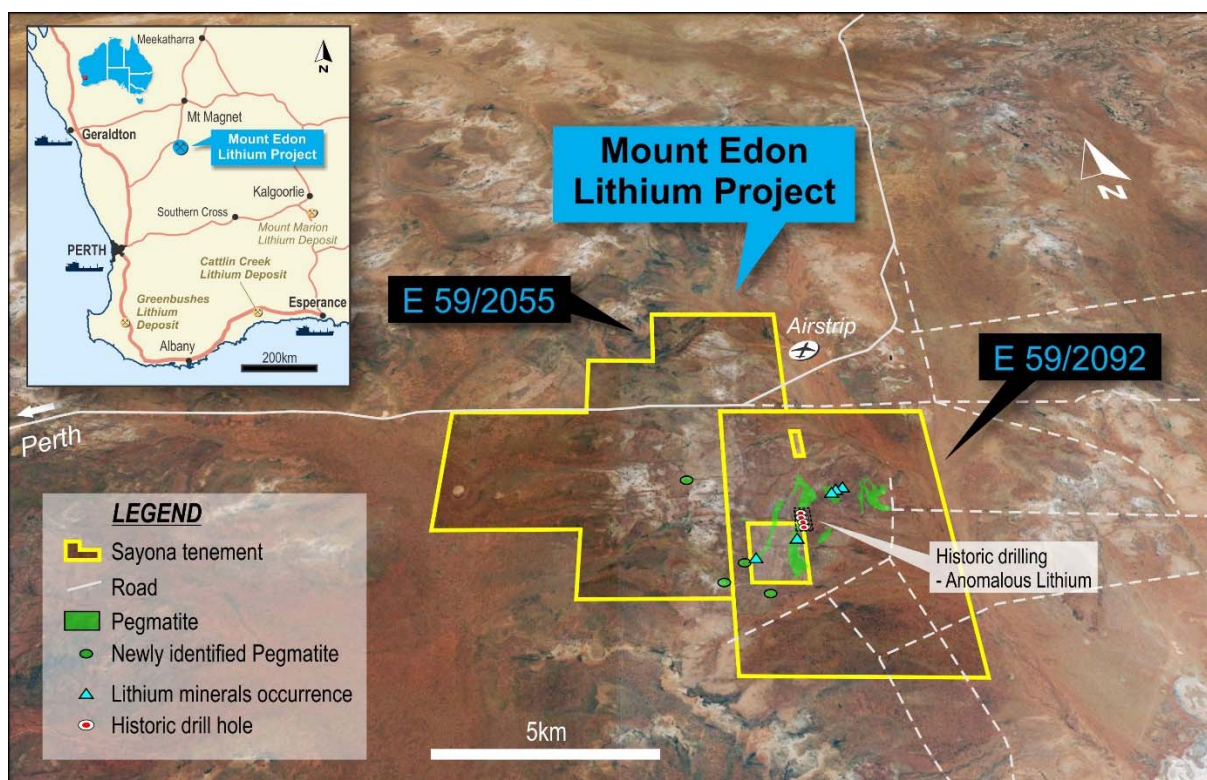 Meekatharra
N
Mt Magnet
Geraldton
Mount Edon
Lithium Project
Kalgoorlie
Southern Cross
Mount Marion
Lithium Deposit
PERTH
Cattlin Creek
Lithium Deposit
Greenbushes
Lithium
Deposit
Esperance
Albany
200km
Mount Edon
Lithium Project
N
E 59/2055
Airstrip
E 59/2092
Perth
LEGEND
Sayona tenement
Road
Pegmatite
Newly identified Pegmatite
Lithium minerals occurrence
Historic drill hole
Historic drilling
- Anomalous Lithium
5km